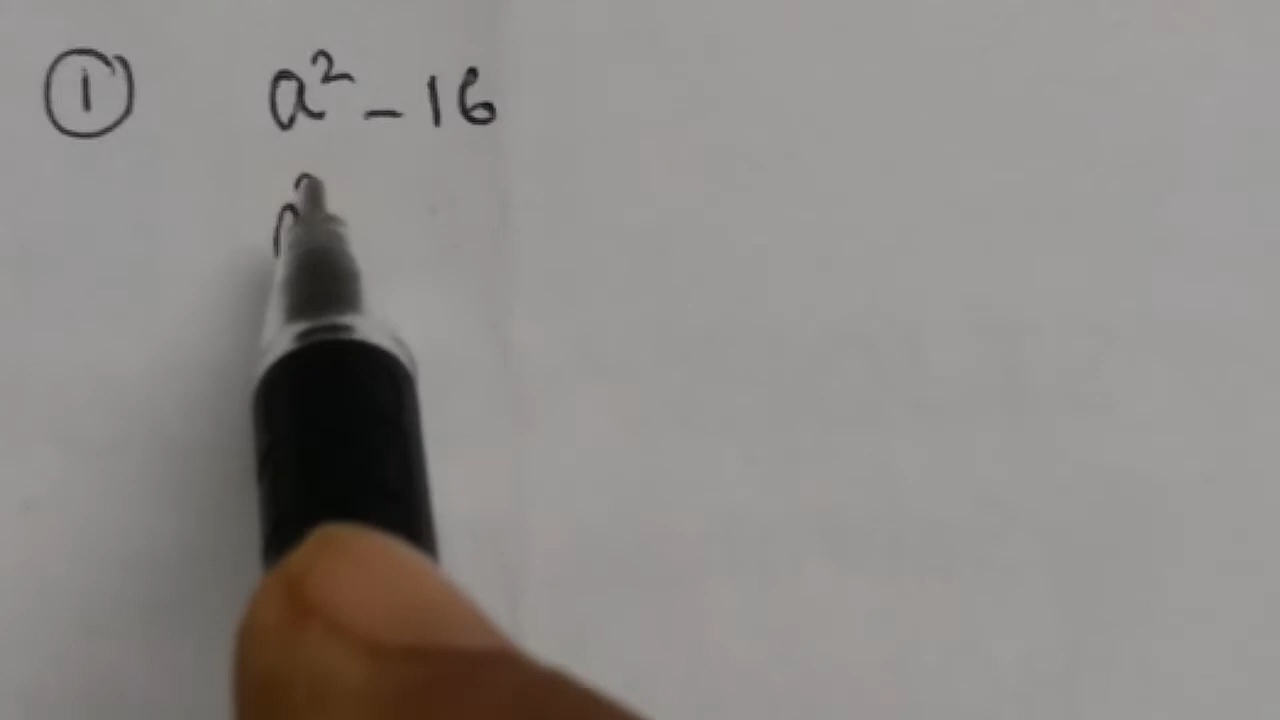 ① a² - 16